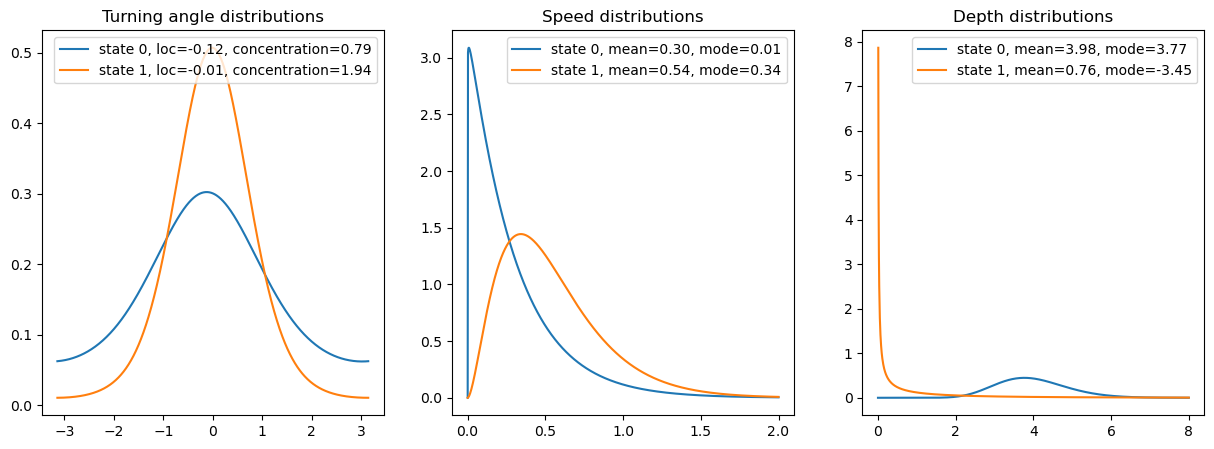 Turning angle distributions
state 0, loc=-0.12, concentration=0.79
state 1, loc=-0.01, concentration=1.94
0.5
0.4
0.3
0.2
0.1
0.0
−3 −2 −1 0 1 2 3
Speed distributions
state 0, mean=0.30, mode=0.01
state 1, mean=0.54, mode=0.34
3.0
2.5
2.0
1.5
1.0
0.5
0.0
0.0 0.5 1.0 1.5 2.0
Depth distributions
state 0, mean=3.98, mode=3.77
state 1, mean=0.76, mode=-3.45
8
7
6
5
4
3
2
1
0
0 2 4 6 8